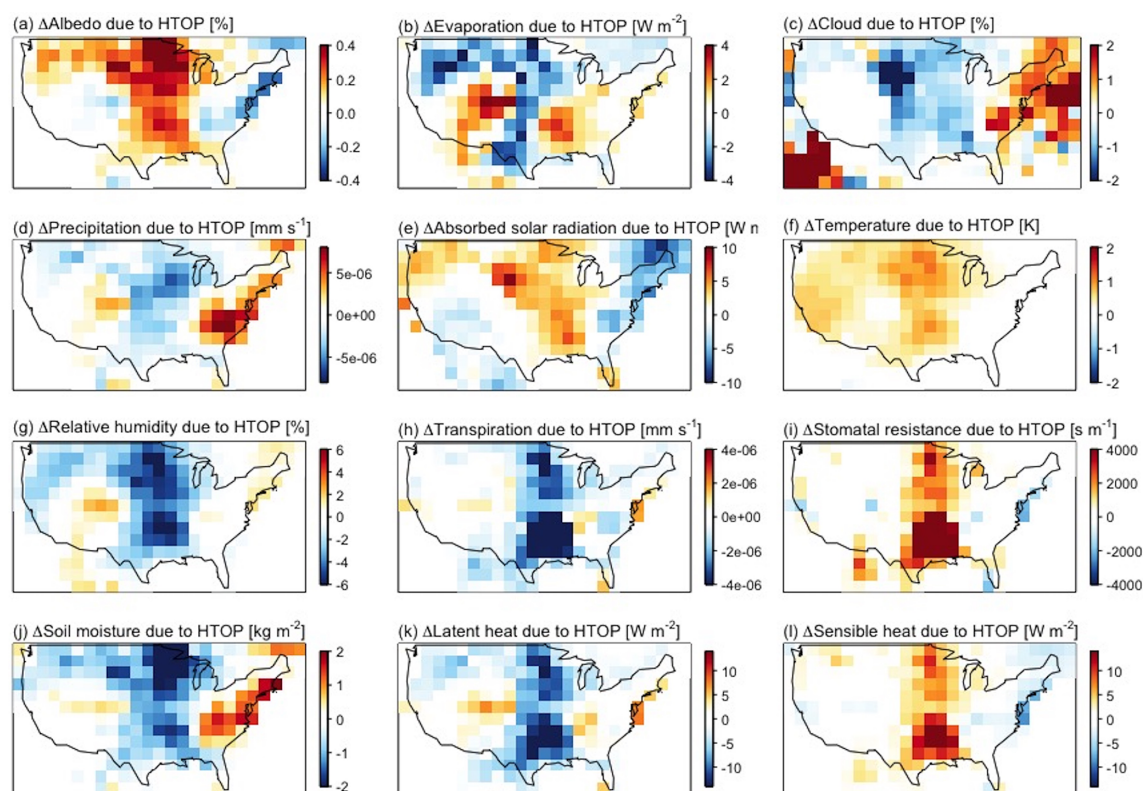 (a) ΔAlbedo due to HTOP [%]
0.4
0.2
0.0
-0.2
-0.4
(b) ΔEvaporation due to HTOP [W m-2]
4
2
0
-2
-4
(c) ΔCloud due to HTOP [%]
2
1
0
-1
-2
(d) ΔPrecipitation due to HTOP [mm s-1]
5e-06
0e+00
-5e-06
(e) ΔAbsorbed solar radiation due to HTOP [W m
10
5
0
-5
-10
(f) ΔTemperature due to HTOP [K]
2
1
0
-1
-2
(g) ΔRelative humidity due to HTOP [%]
6
4
2
0
-2
-4
-6
(h) ΔTranspiration due to HTOP [mm s-1]
4e-06
2e-06
0e+00
-2e-06
-4e-06
(i) ΔStomatal resistance due to HTOP [s m-1]
4000
2000
0
-2000
-4000
(j) ΔSoil moisture due to HTOP [kg m-2]
2
1
0
-1
-2
(k) ΔLatent heat due to HTOP [W m-2]
10
5
0
-5
-10
(l) ΔSensible heat due to HTOP [W m-2]
10
5
0
-5
-10